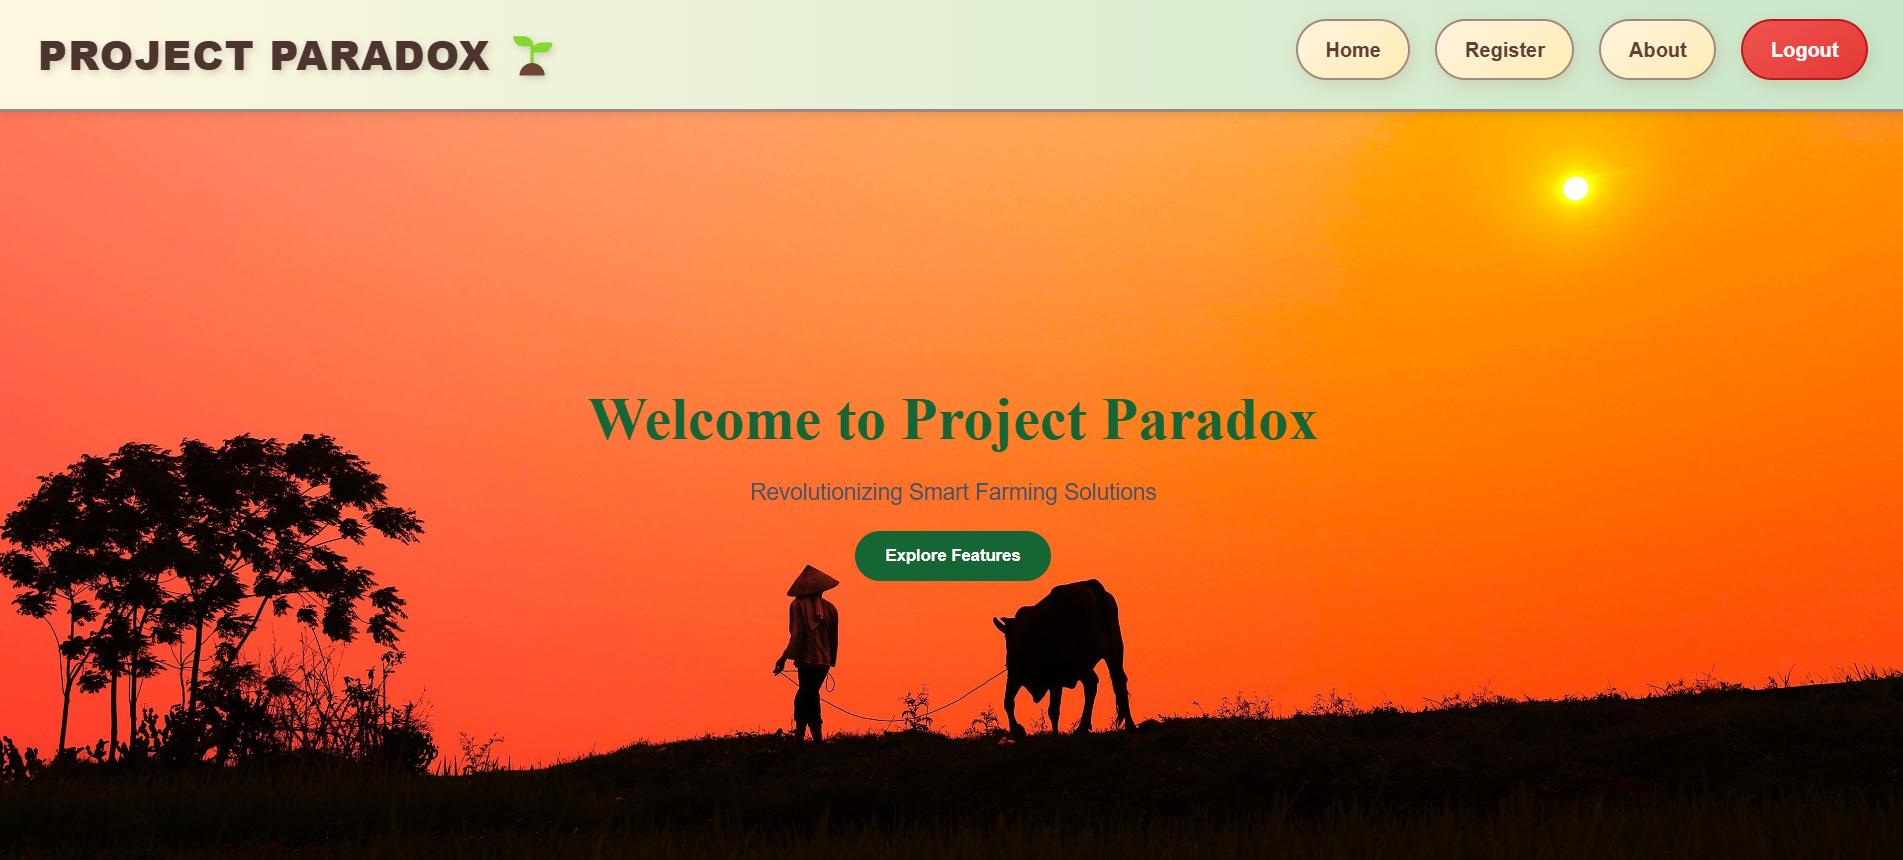 PROJECT PARADOX 🌱
Home
Register
About
Logout
Welcome to Project Paradox
Revolutionizing Smart Farming Solutions
Explore Features